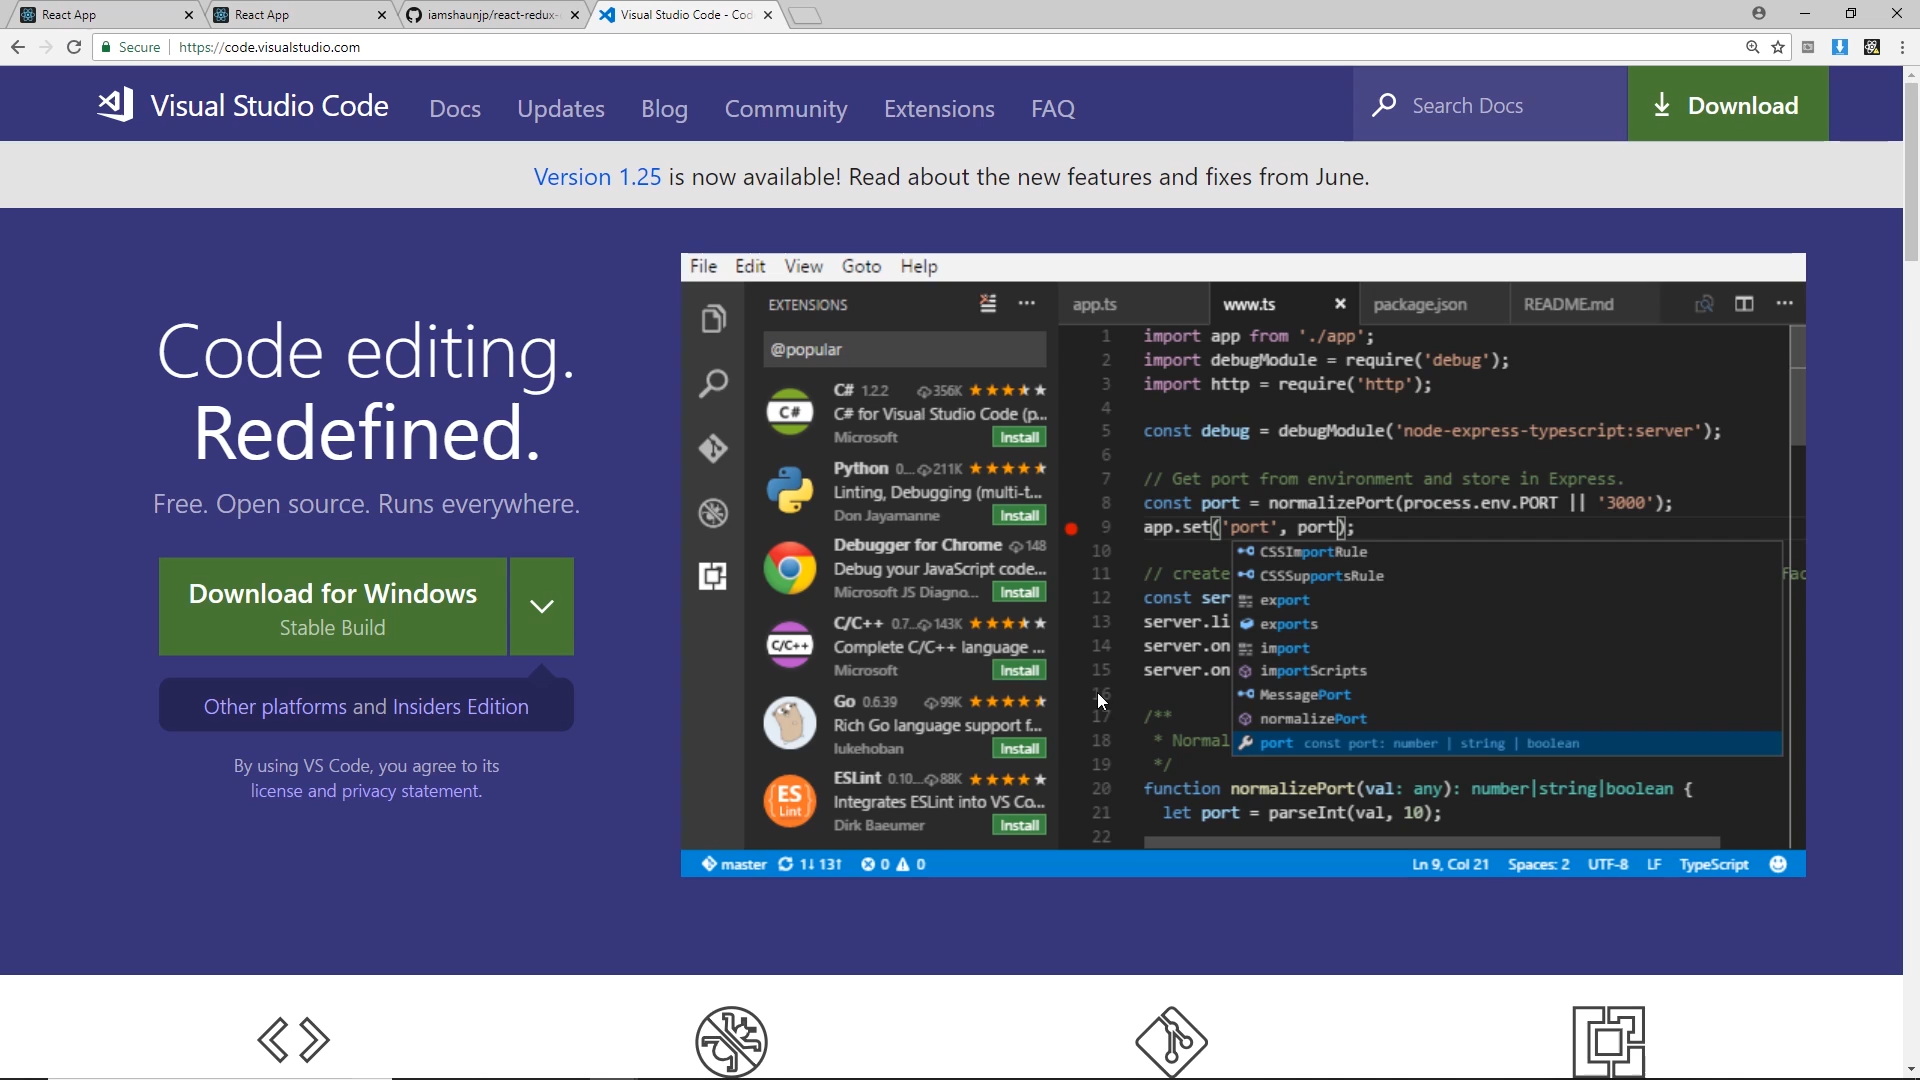 React App
React App
iamshaunjp/react-redux-
Visual Studio Code - Cod
Secure
https://code.visualstudio.com
Visual Studio Code
Docs
Updates
Blog
Community
Extensions
FAQ
Search Docs
Download
Version 1.25 is now available! Read about the new features and fixes from June.
Code editing.
Redefined.
Free. Open source. Runs everywhere.
Download for Windows
Stable Build
Other platforms and Insiders Edition
By using VS Code, you agree to its
license and privacy statement.
File Edit View Goto Help
EXTENSIONS
@popular
C# 1.2.2 356K
C# for Visual Studio Code (p...
Microsoft
Install
Python 0... 211K
Linting, Debugging (multi-t...
Don Jayamanne
Install
Debugger for Chrome 148
Debug your JavaScript code...
Microsoft JS Diagno...
Install
C/C++ 0.7... 143K
Complete C/C++ language ...
Microsoft
Install
Go 0.6.39 99K
Rich Go language support f...
lukehoban
Install
ESLint 0.10... 88K
Integrates ESLint into VS Co...
Dirk Baeumer
Install
C#
C/C++
ES
Lint
app.ts
www.ts
package.json
README.md
1 import app from './app';
2 import debugModule = require('debug');
3 import http = require('http');
4
5 const debug = debugModule('node-express-typescript:server');
6
7 // Get port from environment and store in Express.
8 const port = normalizePort(process.env.PORT || '3000');
9 app.set('port', port);
10
11 // create
12 const ser
13 server.li
14 server.on
15 server.on
16
17 /**
18 * Normal
19 */
20 function normalizePort(val: any): number|string|boolean {
21 let port = parseInt(val, 10);
22
CSSImportRule
CSSSupportsRule
export
exports
import
importScripts
MessagePort
normalizePort
port const port: number | string | boolean
fac
master
0
0
Ln 9, Col 21
Spaces: 2
UTF-8
LF
TypeScript